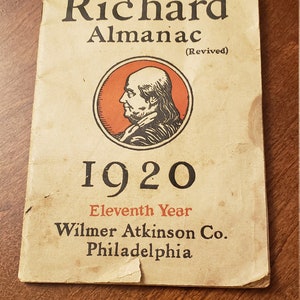 Richard
Almanac
(Revived)
1920
Eleventh Year
Wilmer Atkinson Co.
Philadelphia